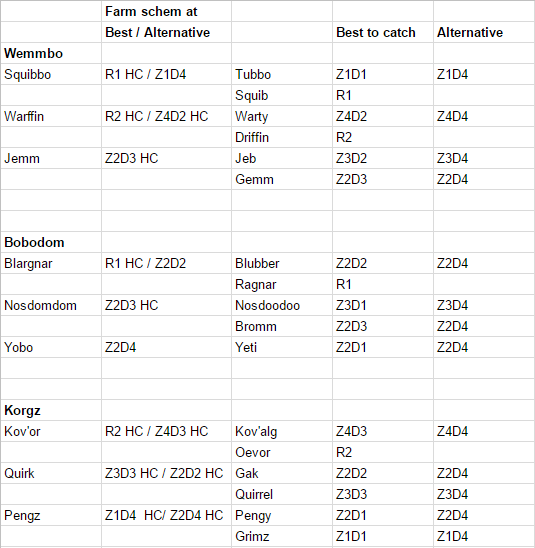 Farm schem at
Best / Alternative Best to catch Alternative
Wemmbo
Squibbo R1 HC / Z1D4 Tubbo Z1D1 Z1D4
Squib R1
Warffin R2 HC / Z4D2 HC Warty Z4D2 Z4D4
Driffin R2
Jemm Z2D3 HC Jeb Z3D2 Z3D4
Gemm Z2D3 Z2D4
Bobodom
Blargnar R1 HC / Z2D2 Blubber Z2D2 Z2D4
Ragnar R1
Nosdomdom Z2D3 HC Nosdoodoo Z3D1 Z3D4
Bromm Z2D3 Z2D4
Yobo Z2D4 Yeti Z2D1 Z2D4
Korgz
Kov'or R2 HC / Z4D3 HC Kov'alg Z4D3 Z4D4
Oevor R2
Quirk Z3D3 HC / Z2D2 HC Gak Z2D2 Z2D4
Quirrel Z3D3 Z3D4
Pengz Z1D4  HC/ Z2D4 HC Pengy Z2D1 Z2D4
Grimz Z1D1 Z1D4